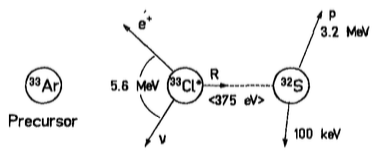 e⁺
p
3.2 MeV
³³Ar
5.6 MeV
³³Cl*
R
<375 eV>
³²S
Precursor
ν
100 keV